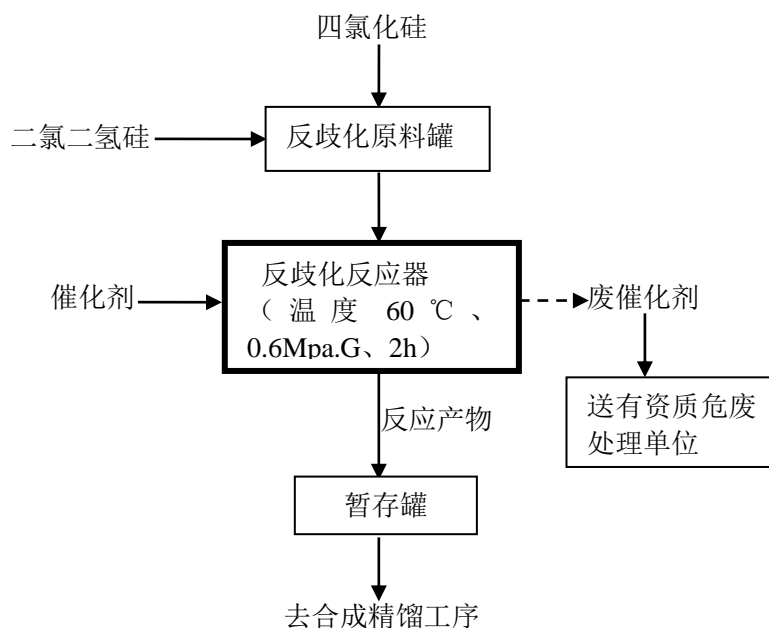 四氯化硅
二氯二氢硅
反歧化原料罐
催化剂
反歧化反应器
（温度 60℃、
0.6Mpa.G、2h）
废催化剂
送有资质危废
处理单位
反应产物
暂存罐
去合成精馏工序